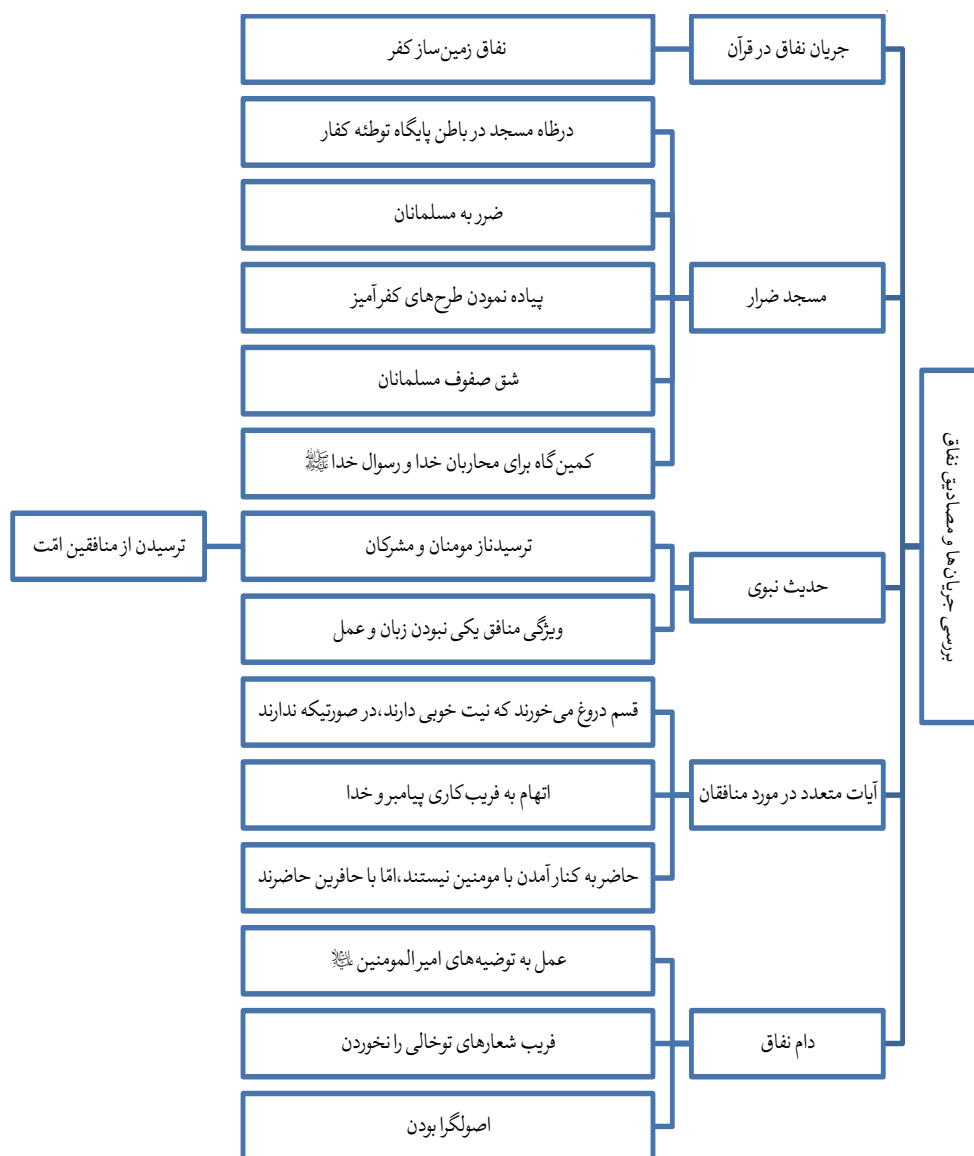 بررسی جریان‌ها و مصادیق نفاق
جریان نفاق در قرآن
نفاق زمین‌ساز کفر
مسجد ضرار
درظاه مسجد در باطن پایگاه توطئه کفار
ضرر به مسلمانان
پیاده نمودن طرح‌های کفرآمیز
شق صفوف مسلمانان
کمین‌گاه برای محاربان خدا و رسول خدا ﷺ
حدیث نبوی
ترسیدناز مومنان و مشرکان
ترسیدن از منافقین امّت
ویژگی منافق یکی نبودن زبان و عمل
آیات متعدد در مورد منافقان
قسم دروغ می‌خورند که نیت خوبی دارند،در صورتیکه ندارند
اتهام به فریب‌کاری پیامبر و خدا
حاضر به کنار آمدن با مومنین نیستند،امّا با حافرین حاضرند
دام نفاق
عمل به توضیه‌های امیرالمومنین علیه‌السلام
فریب شعارهای توخالی را نخوردن
اصولگرا بودن